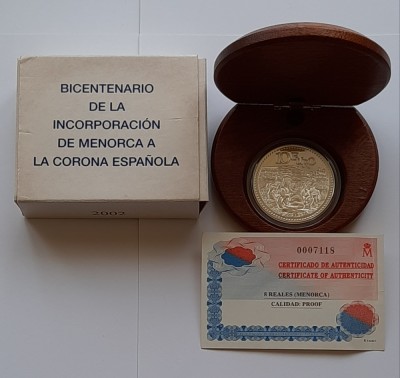 BICENTENARIO
DE LA
INCORPORACIÓN
DE MENORCA A
LA CORONA ESPAÑOLA
2002
0007118
M
CERTIFICADO DE AUTENTICIDAD
CERTIFICATE OF AUTHENTICITY
8 REALES (MENORCA)
CALIDAD PROOF